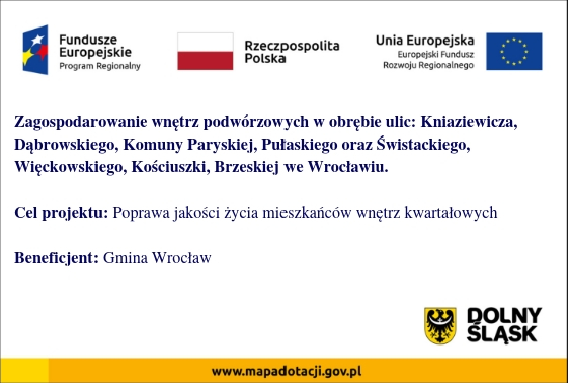 Fundusze
Europejskie
Program Regionalny
Rzeczpospolita
Polska
Unia Europejska
Europejski Fundusz
Rozwoju Regionalnego
Zagospodarowanie wnętrz podwórzowych w obrębie ulic: Kniaziewicza,
Dąbrowskiego, Komuny Paryskiej, Pułaskiego oraz Świstackiego,
Więckowskiego, Kościuszki, Brzeskiej we Wrocławiu.
Cel projektu: Poprawa jakości życia mieszkańców wnętrz kwartałowych
Beneficjent: Gmina Wrocław
DOLNY
ŚLĄSK
www.mapadotacji.gov.pl